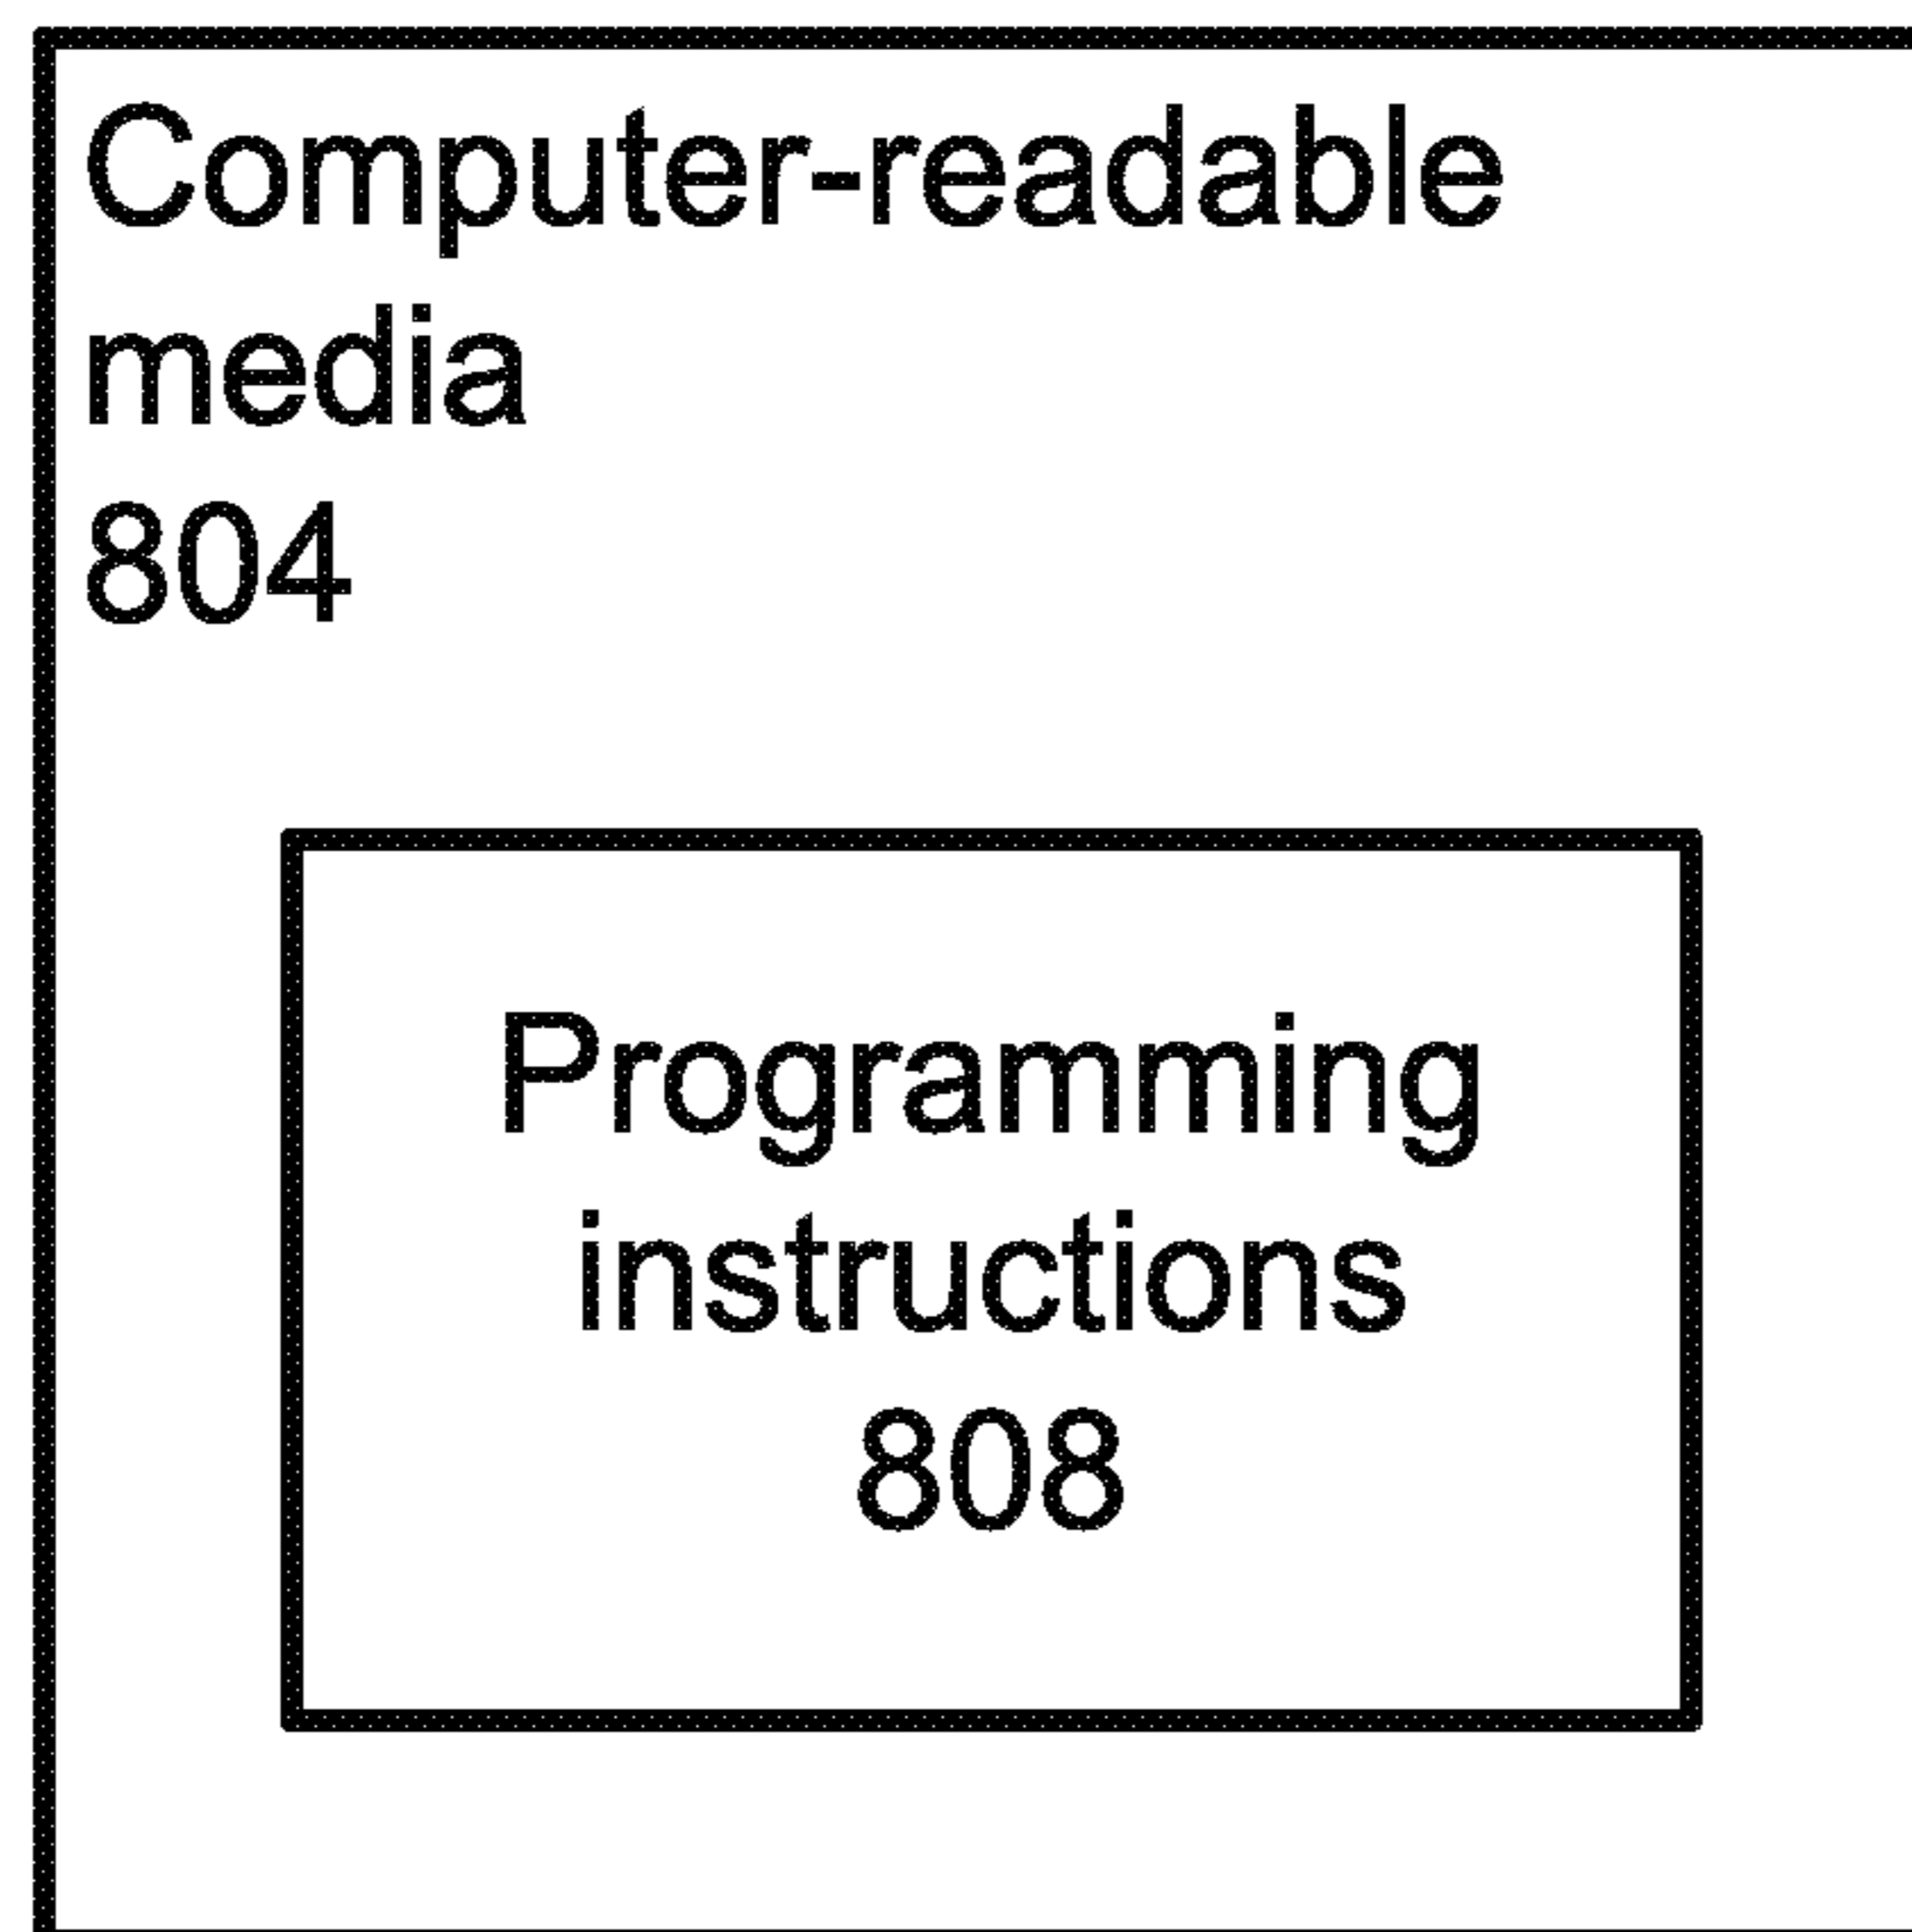 Computer-readable
media
804
Programming
instructions
808